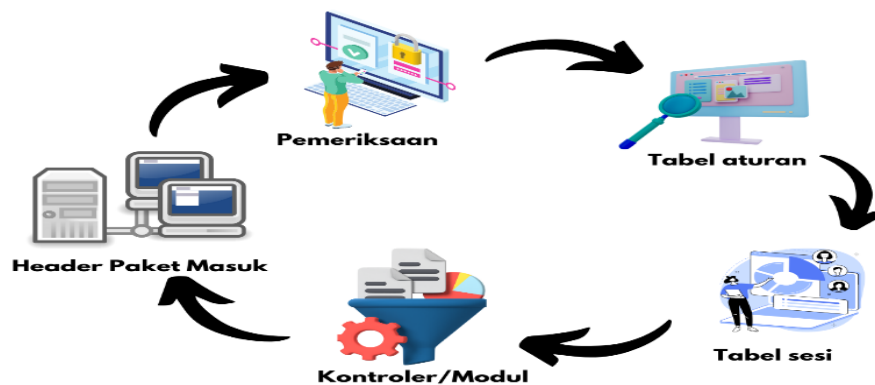 Pemeriksaan
Tabel aturan
Header Paket Masuk
Tabel sesi
Kontroler/Modul